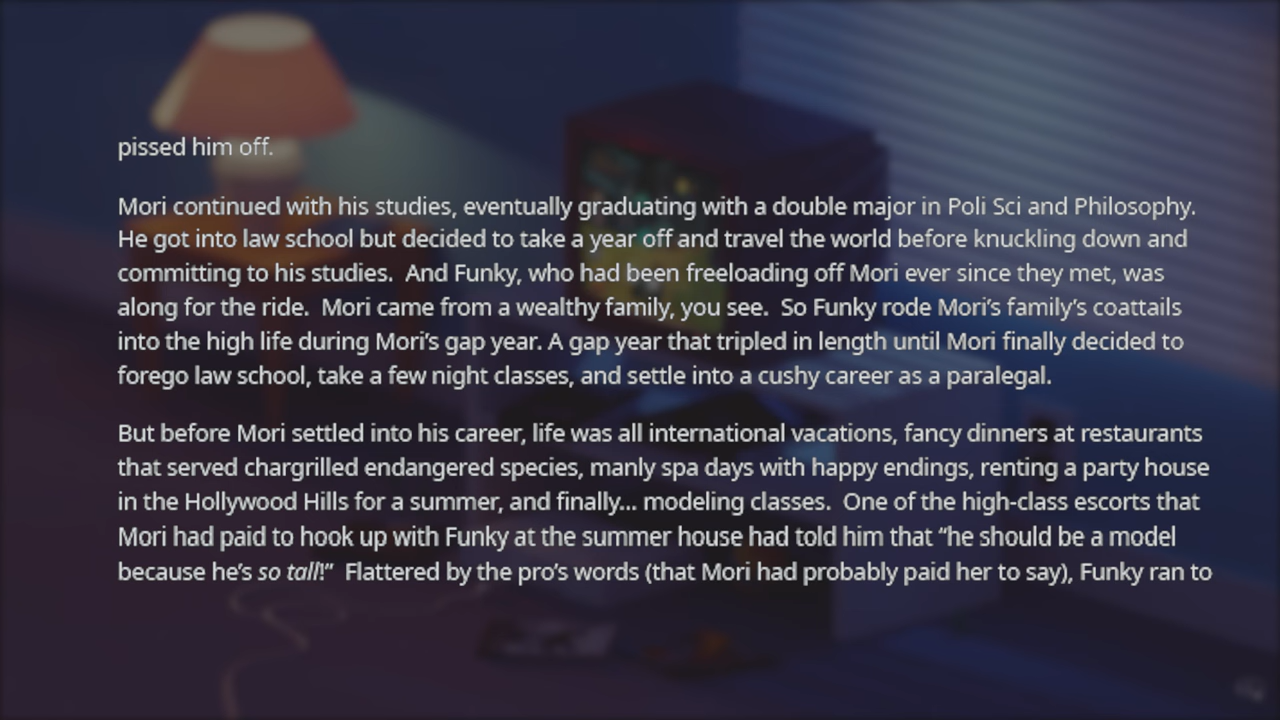 pissed him off.
Mori continued with his studies, eventually graduating with a double major in Poli Sci and Philosophy.
He got into law school but decided to take a year off and travel the world before knuckling down and
committing to his studies.  And Funky, who had been freeloading off Mori ever since they met, was
along for the ride.  Mori came from a wealthy family, you see.  So Funky rode Mori’s family’s coattails
into the high life during Mori’s gap year. A gap year that tripled in length until Mori finally decided to
forego law school, take a few night classes, and settle into a cushy career as a paralegal.
But before Mori settled into his career, life was all international vacations, fancy dinners at restaurants
that served chargrilled endangered species, manly spa days with happy endings, renting a party house
in the Hollywood Hills for a summer, and finally... modeling classes.  One of the high-class escorts that
Mori had paid to hook up with Funky at the summer house had told him that “he should be a model
because he’s so tall!”  Flattered by the pro’s words (that Mori had probably paid her to say), Funky ran to